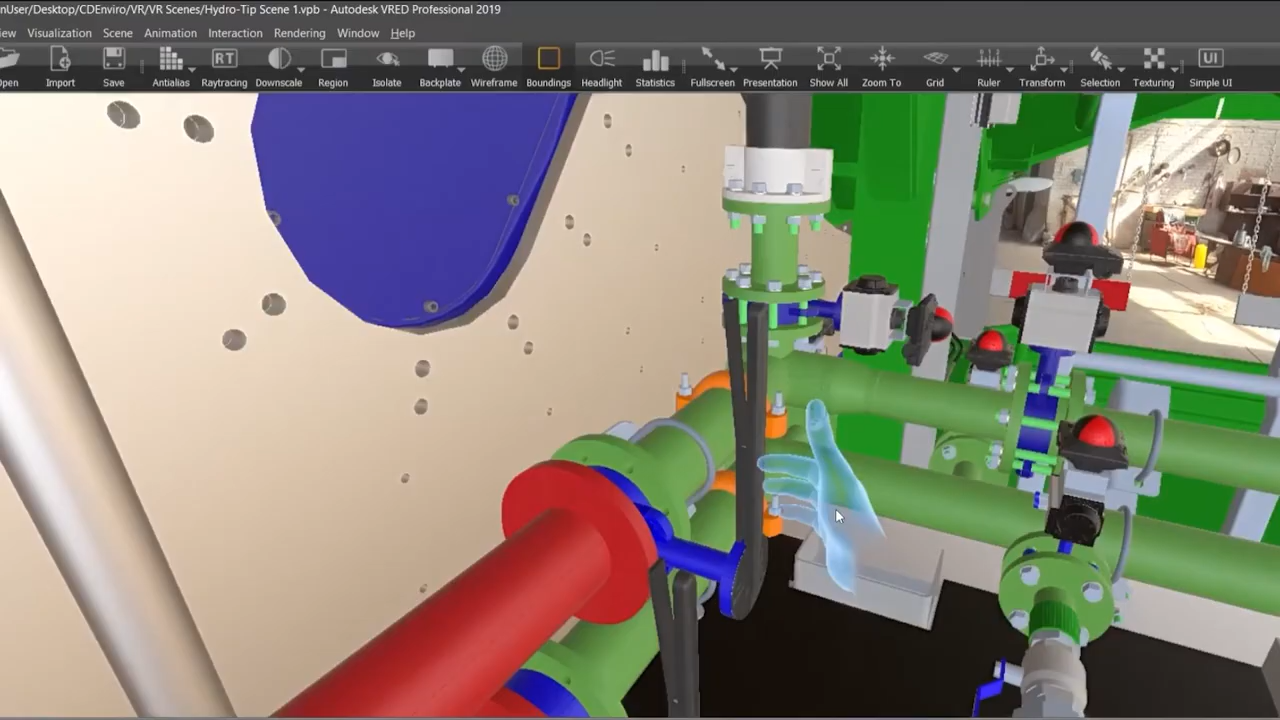 nUser/Desktop/CDEnviro/VR/VR Scenes/Hydro-Tip Scene 1.vpb - Autodesk VRED Professional 2019
iew Visualization Scene Animation Interaction Rendering Window Help
RT UI
Open Import Save Antialias Raytracing Downscale Region Isolate Backplate Wireframe Boundings Headlight Statistics Fullscreen Presentation Show All Zoom To Grid Ruler Transform Selection Texturing Simple UI